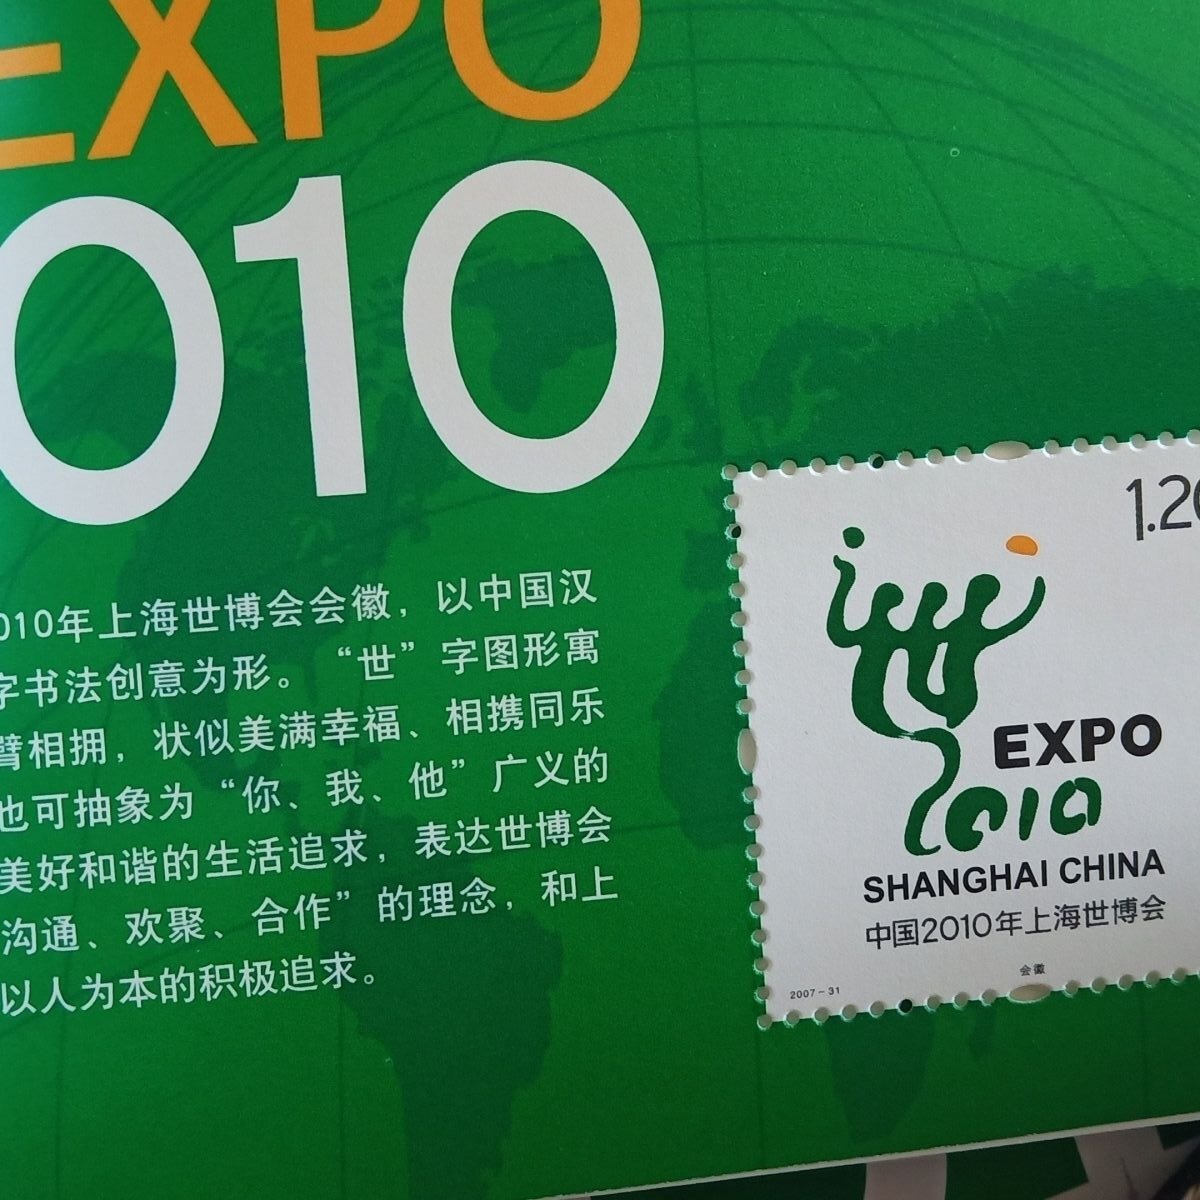 EXPO
2010
2010年上海世博会会徽，以中国汉
字书法创意为形。“世”字图形寓
臂相拥，状似美满幸福、相携同乐
也可抽象为“你、我、他”广义的
美好和谐的生活追求，表达世博会
沟通、欢聚、合作”的理念，和上
以人为本的积极追求。
1.20
EXPO
2010
SHANGHAI CHINA
中国2010年上海世博会
会徽
2007-31